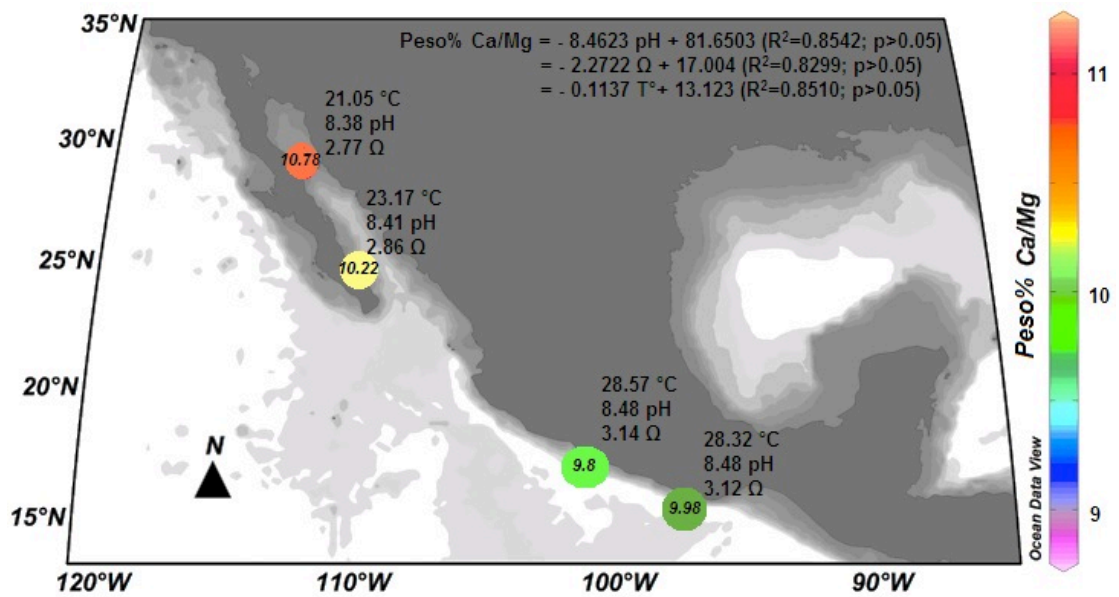 35°N
Peso% Ca/Mg = - 8.4623 pH + 81.6503 (R²=0.8542; p>0.05)
= - 2.2722 Ω + 17.004 (R²=0.8299; p>0.05)
= - 0.1137 T°+ 13.123 (R²=0.8510; p>0.05)
11
21.05 °C
8.38 pH
2.77 Ω
30°N
10.78
23.17 °C
8.41 pH
2.86 Ω
25°N
10.22
10
Peso% Ca/Mg
20°N
28.57 °C
8.48 pH
3.14 Ω
28.32 °C
8.48 pH
3.12 Ω
N
9.8
9.98
15°N
9
Ocean Data View
120°W
110°W
100°W
90°W